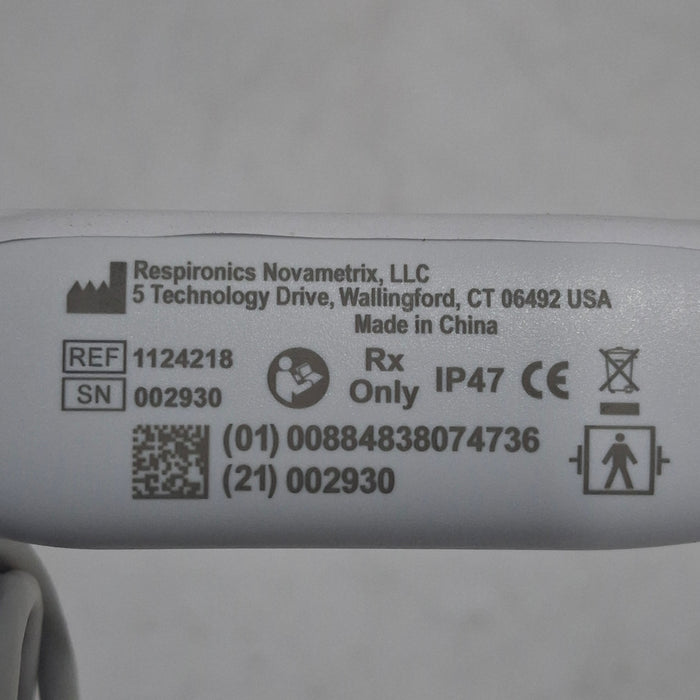 Respironics Novametrix, LLC
5 Technology Drive, Wallingford, CT 06492 USA
Made in China
REF 1124218
SN 002930
Rx Only
IP47
CE
(01) 00884838074736
(21) 002930